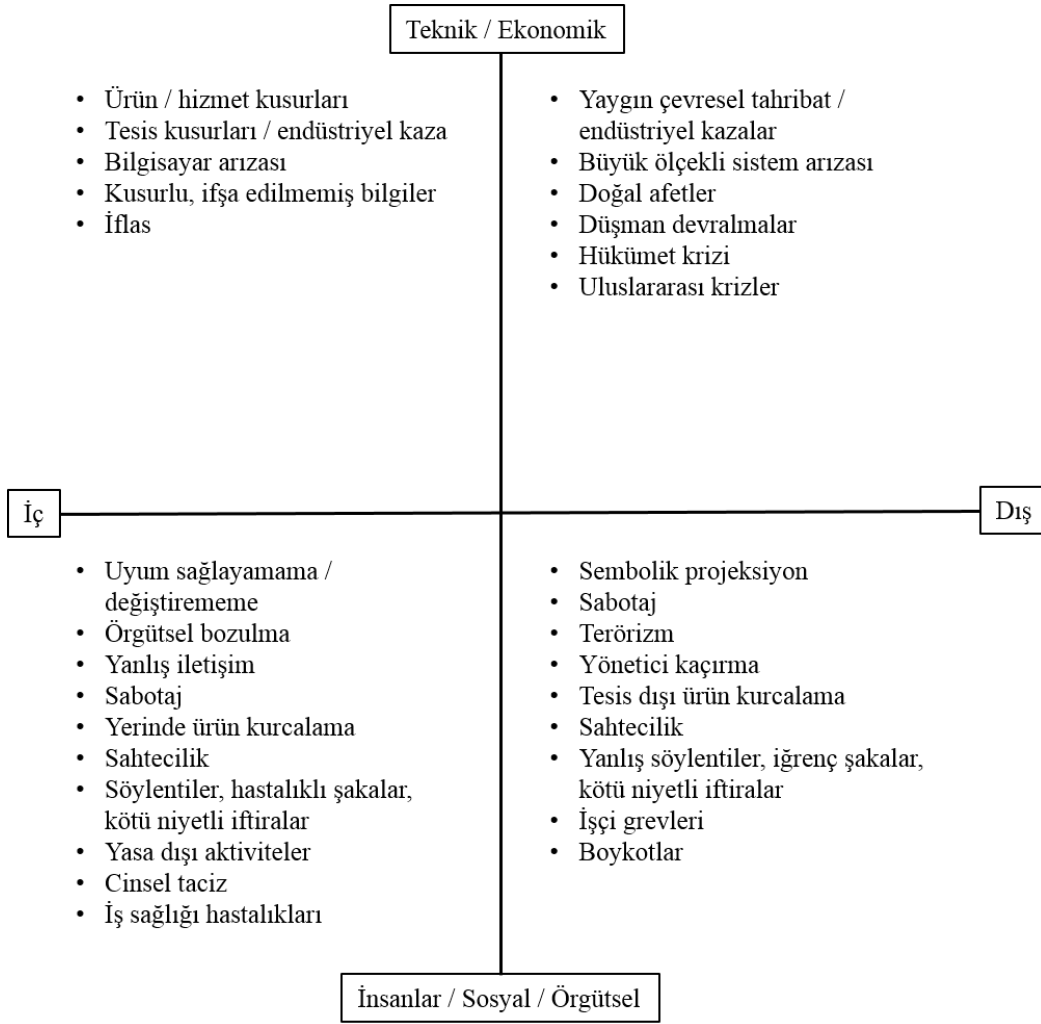 Teknik / Ekonomik
• Ürün / hizmet kusurları
• Tesis kusurları / endüstriyel kaza
• Bilgisayar arızası
• Kusurlu, ifşa edilmemiş bilgiler
• İflas
• Yaygın çevresel tahribat /
endüstriyel kazalar
• Büyük ölçekli sistem arızası
• Doğal afetler
• Düşman devralmalar
• Hükümet krizi
• Uluslararası krizler
İç
Dış
• Uyum sağlayamama /
değiştirememe
• Örgütsel bozulma
• Yanlış iletişim
• Sabotaj
• Yerinde ürün kurcalama
• Sahtecilik
• Söylentiler, hastalıklı şakalar,
kötü niyetli iftiralar
• Yasa dışı aktiviteler
• Cinsel taciz
• İş sağlığı hastalıkları
• Sembolik projeksiyon
• Sabotaj
• Terörizm
• Yönetici kaçırma
• Tesis dışı ürün kurcalama
• Sahtecilik
• Yanlış söylentiler, iğrenç şakalar,
kötü niyetli iftiralar
• İşçi grevleri
• Boykotlar
İnsanlar / Sosyal / Örgütsel